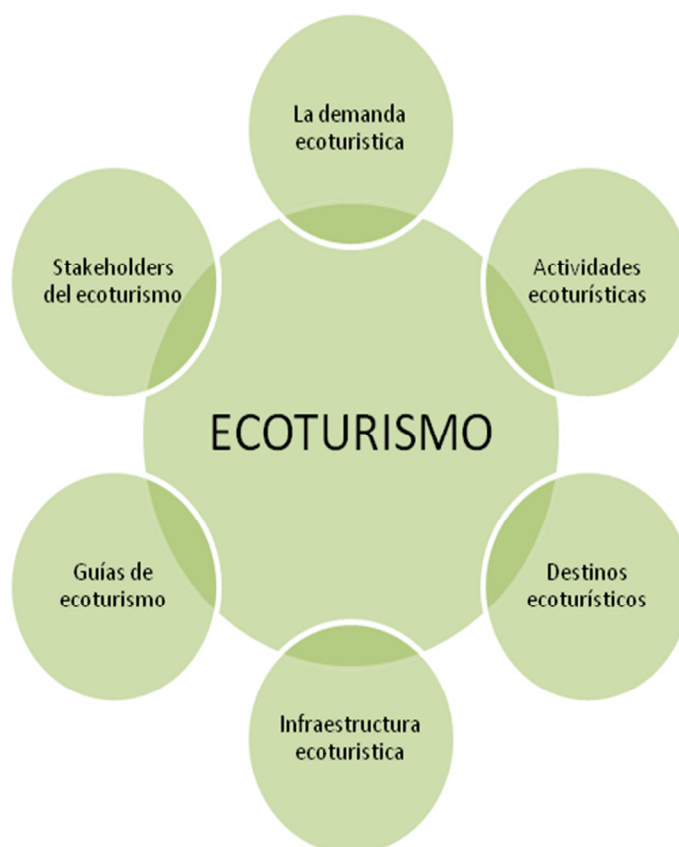 La demanda
ecoturistica
Stakeholders
del ecoturismo
Actividades
ecoturísticas
ECOTURISMO
Guías de
ecoturismo
Destinos
ecoturísticos
Infraestructura
ecoturistica